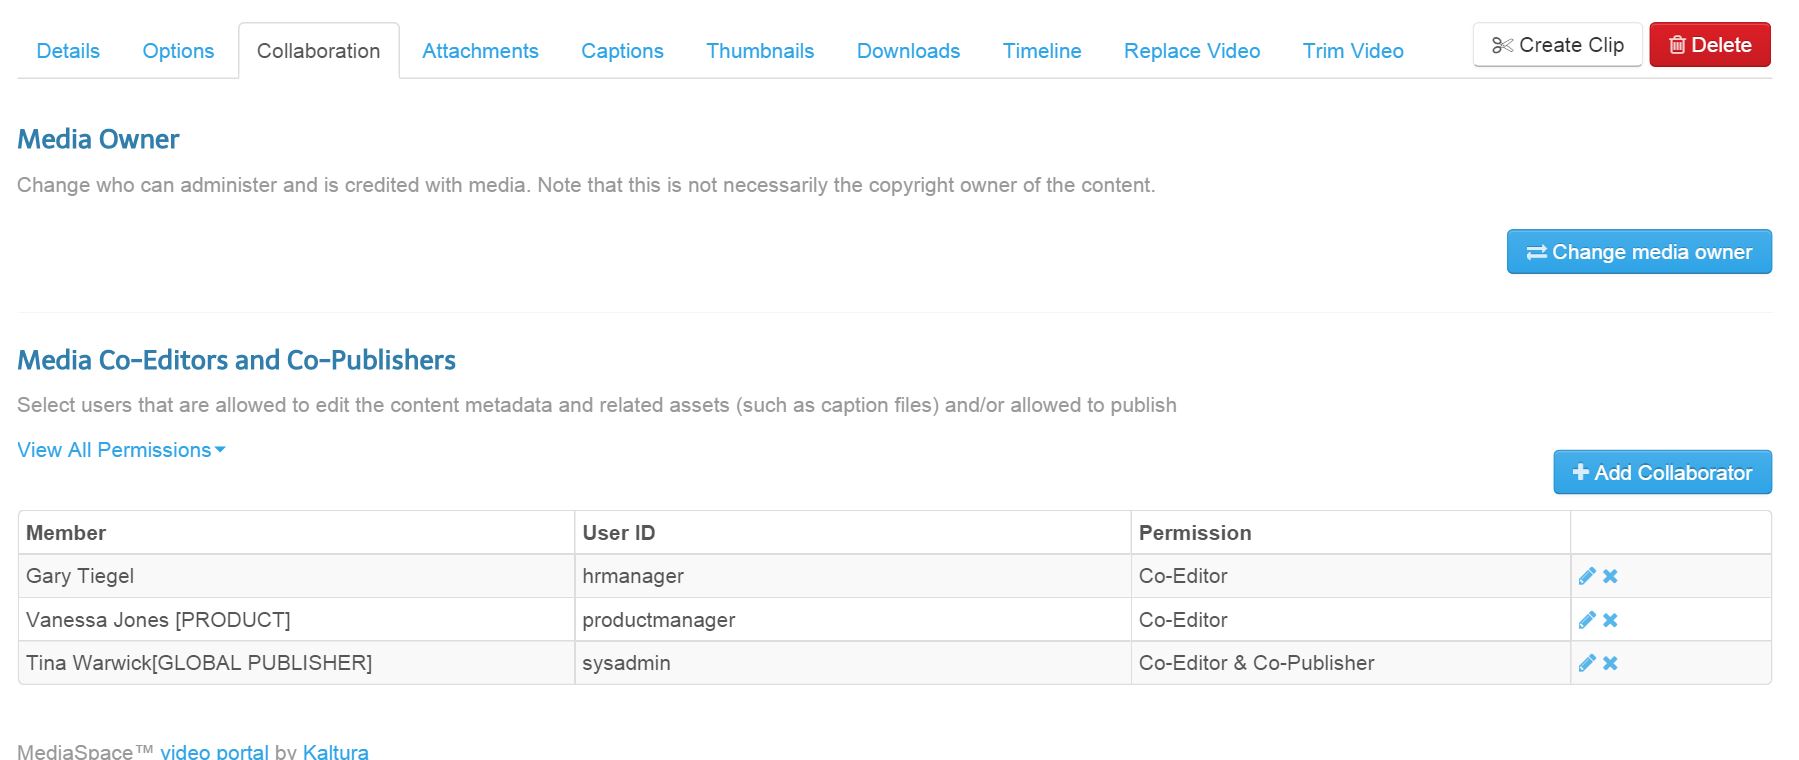 Details Options Collaboration Attachments Captions Thumbnails Downloads Timeline Replace Video Trim Video Create Clip Delete
Media Owner
Change who can administer and is credited with media. Note that this is not necessarily the copyright owner of the content.
Change media owner
Media Co-Editors and Co-Publishers
Select users that are allowed to edit the content metadata and related assets (such as caption files) and/or allowed to publish
View All Permissions
Add Collaborator
Member User ID Permission
Gary Tiegel hrmanager Co-Editor
Vanessa Jones [PRODUCT] productmanager Co-Editor
Tina Warwick[GLOBAL PUBLISHER] sysadmin Co-Editor & Co-Publisher
MediaSpace™ video portal by Kaltura